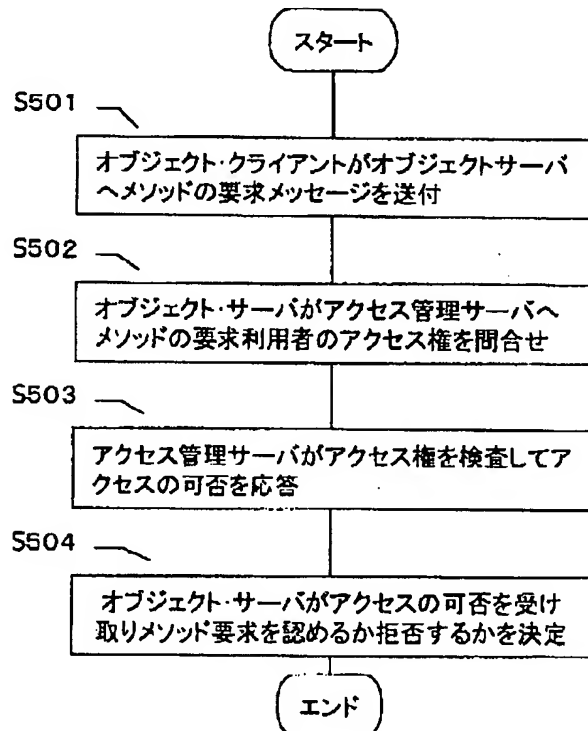 スタート
S501
オブジェクト・クライアントがオブジェクトサーバ
へメソッドの要求メッセージを送付
S502
オブジェクト・サーバがアクセス管理サーバへ
メソッドの要求利用者のアクセス権を問合せ
S503
アクセス管理サーバがアクセス権を検査してア
クセスの可否を応答
S504
オブジェクト・サーバがアクセスの可否を受け
取りメソッド要求を認めるか拒否するかを決定
エンド